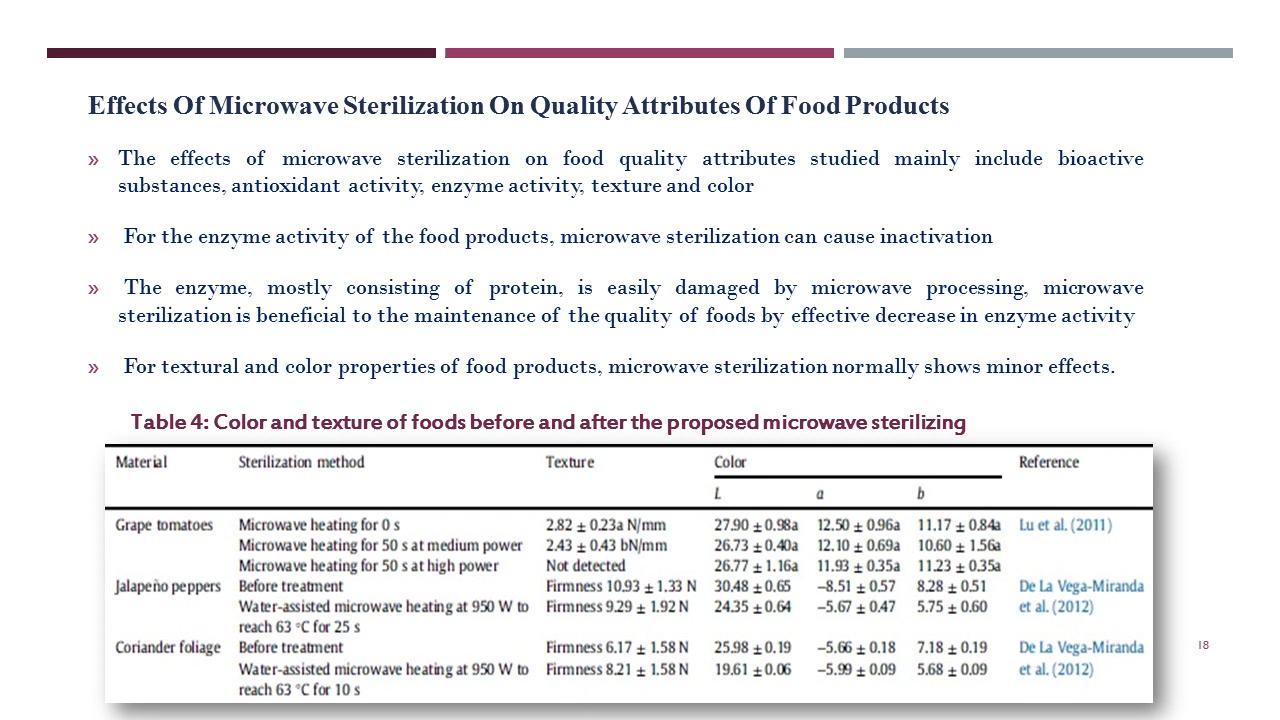 Effects Of Microwave Sterilization On Quality Attributes Of Food Products
» The effects of microwave sterilization on food quality attributes studied mainly include bioactive
substances, antioxidant activity, enzyme activity, texture and color
» For the enzyme activity of the food products, microwave sterilization can cause inactivation
» The enzyme, mostly consisting of protein, is easily damaged by microwave processing, microwave
sterilization is beneficial to the maintenance of the quality of foods by effective decrease in enzyme activity
» For textural and color properties of food products, microwave sterilization normally shows minor effects.
Table 4: Color and texture of foods before and after the proposed microwave sterilizing
Material Sterilization method Texture Color Reference
L a b
Grape tomatoes Microwave heating for 0 s 2.82 ± 0.23a N/mm 27.90 ± 0.98a 12.50 ± 0.96a 11.17 ± 0.84a Lu et al. (2011)
Microwave heating for 50 s at medium power 2.43 ± 0.43 bN/mm 26.73 ± 0.40a 12.10 ± 0.69a 10.60 ± 1.56a
Microwave heating for 50 s at high power Not detected 26.77 ± 1.16a 11.93 ± 0.35a 11.23 ± 0.35a
Jalapeño peppers Before treatment Firmness 10.93 ± 1.33 N 30.48 ± 0.65 −8.51 ± 0.57 8.28 ± 0.51 De La Vega-Miranda
Water-assisted microwave heating at 950 W to Firmness 9.29 ± 1.92 N 24.35 ± 0.64 −5.67 ± 0.47 5.75 ± 0.60 et al. (2012)
reach 63 °C for 25 s
Coriander foliage Before treatment Firmness 6.17 ± 1.58 N 25.98 ± 0.19 −5.66 ± 0.18 7.18 ± 0.19 De La Vega-Miranda
Water-assisted microwave heating at 950 W to Firmness 8.21 ± 1.58 N 19.61 ± 0.06 −5.99 ± 0.09 5.68 ± 0.09 et al. (2012)
reach 63 °C for 10 s
18